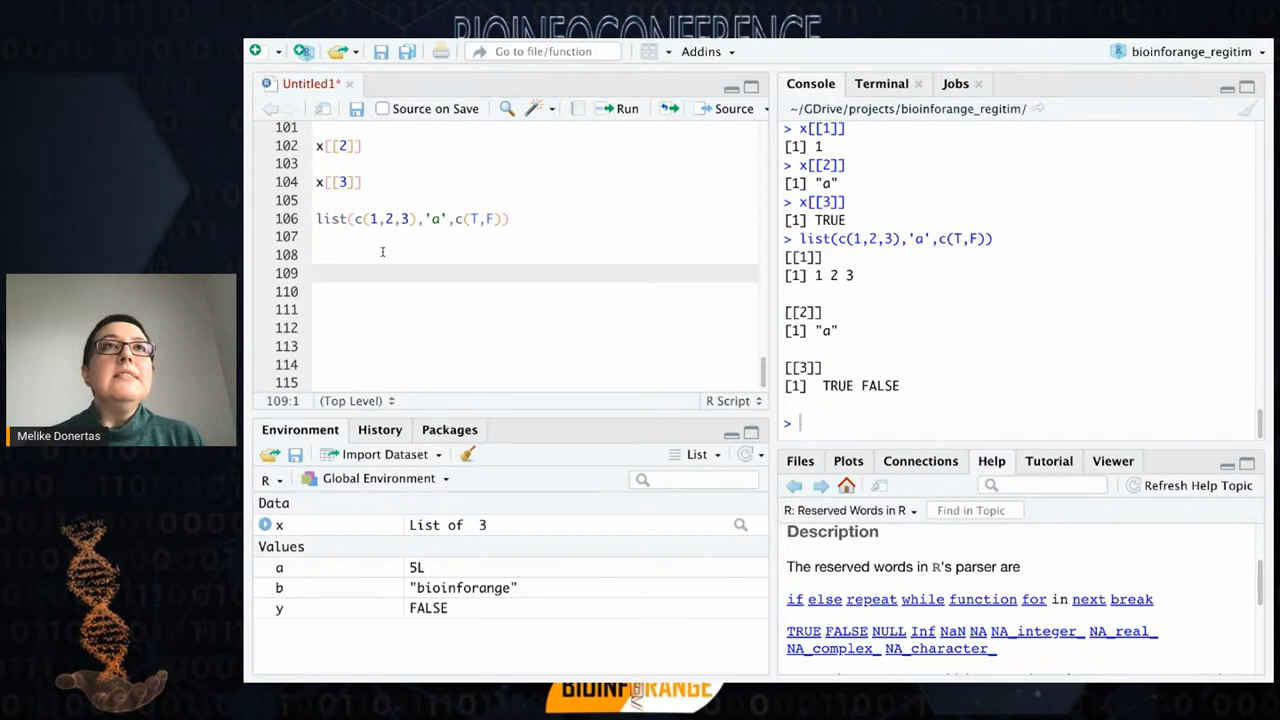 BIOINFOCONFERENCE
Go to file/function
Addins
bioinforange_regitim
Untitled1*
Source on Save
Run
Source
101
102 x[[2]]
103
104 x[[3]]
105
106 list(c(1,2,3),'a',c(T,F))
107
108
109
110
111
112
113
114
115
109:1 (Top Level) R Script
Console Terminal Jobs
~/GDrive/projects/bioinforange_regitim/
> x[[1]]
[1] 1
> x[[2]]
[1] "a"
> x[[3]]
[1] TRUE
> list(c(1,2,3),'a',c(T,F))
[[1]]
[1] 1 2 3
[[2]]
[1] "a"
[[3]]
[1] TRUE FALSE
>
Melike Donertas
Environment History Packages
Import Dataset List
R Global Environment
Data
x List of 3
Values
a 5L
b "bioinforange"
y FALSE
Files Plots Connections Help Tutorial Viewer
Refresh Help Topic
R: Reserved Words in R Find in Topic
Description
The reserved words in R's parser are
if else repeat while function for in next break
TRUE FALSE NULL Inf NaN NA NA_integer_ NA_real_
NA_complex_ NA_character_
BIOINFORANGE